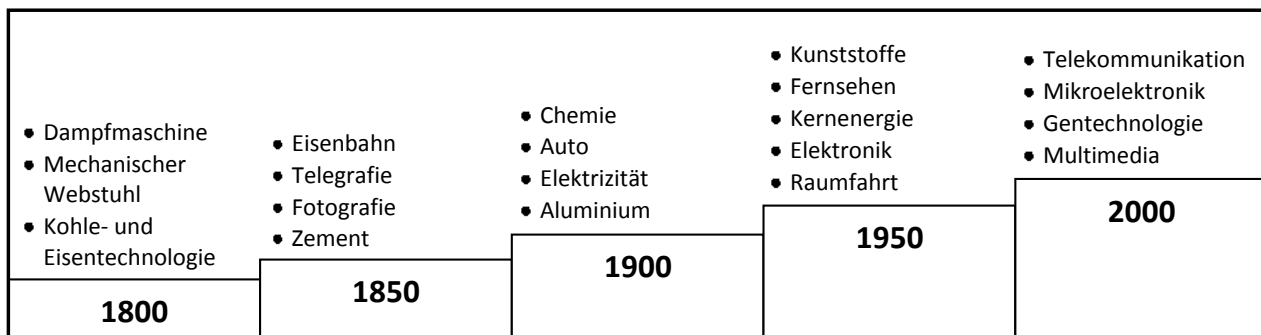 • Dampfmaschine
• Mechanischer
Webstuhl
• Kohle- und
Eisentechnologie
1800
• Eisenbahn
• Telegrafie
• Fotografie
• Zement
1850
• Chemie
• Auto
• Elektrizität
• Aluminium
1900
• Kunststoffe
• Fernsehen
• Kernenergie
• Elektronik
• Raumfahrt
1950
• Telekommunikation
• Mikroelektronik
• Gentechnologie
• Multimedia
2000